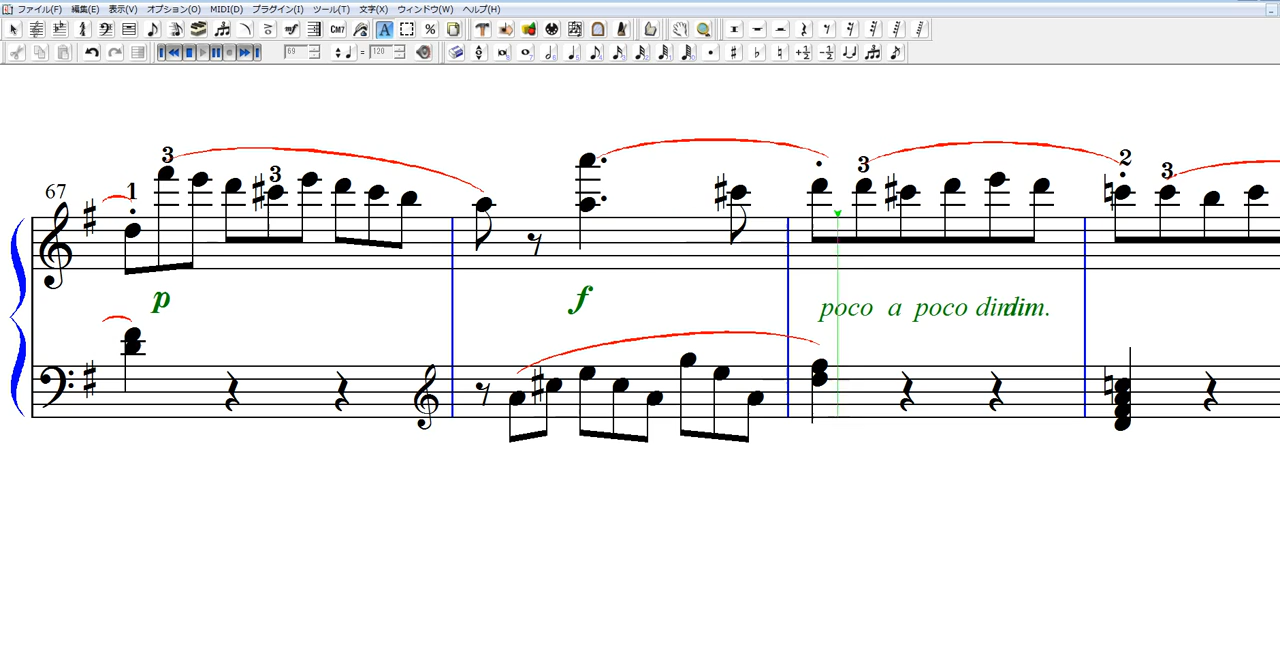 ファイル(F) 編集(E) 表示(V) オプション(O) MIDI(D) プラグイン(I) ツール(T) 文字(X) ウィンドウ(W) ヘルプ(H)
CM7 A %
69 = 120
3 3 2
67 1 3 3
p f poco a poco dim. dim.